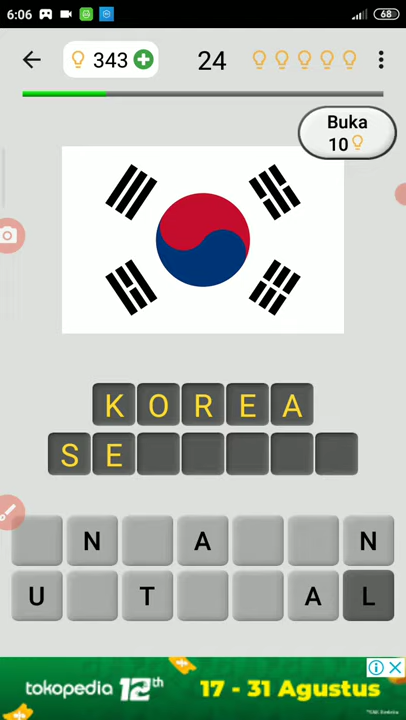 6:06 68
343 24
Buka
10
KOREA
SE
N A N
U T A L
tokopedia 12th 17 - 31 Agustus